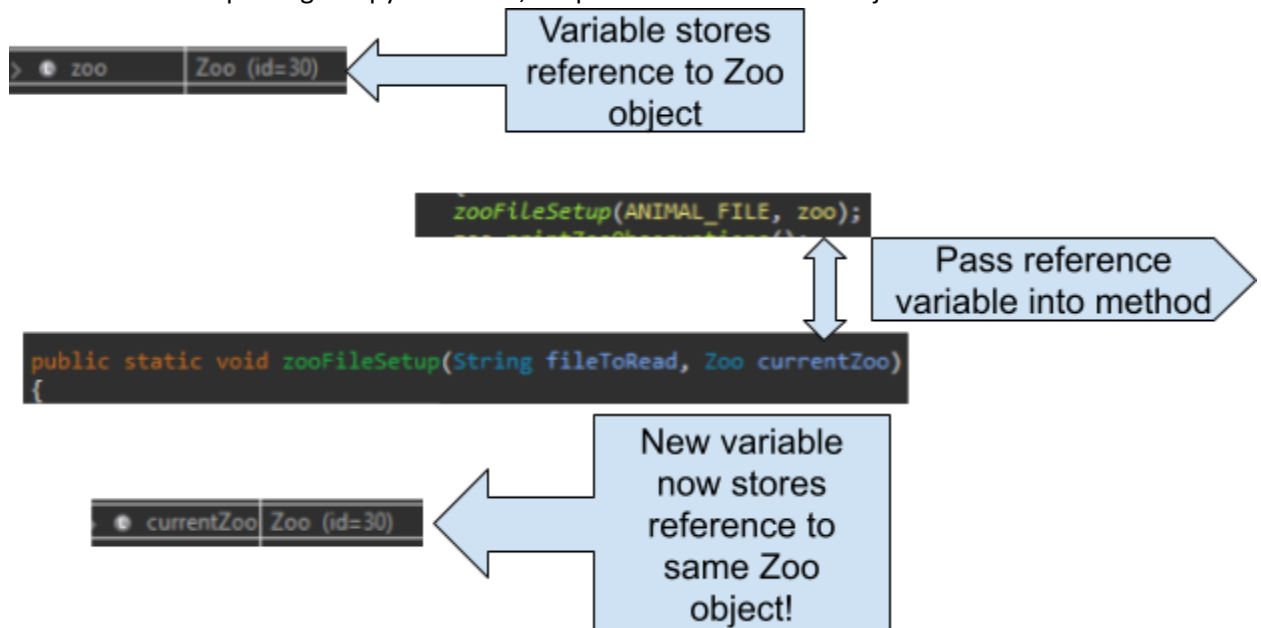 Variable stores
reference to Zoo
object
zoo Zoo (id=30)
zooFileSetup(ANIMAL_FILE, zoo);
Pass reference
variable into method
public static void zooFileSetup(String fileToRead, Zoo currentZoo)
{
New variable
now stores
reference to
same Zoo
object!
currentZoo Zoo (id=30)